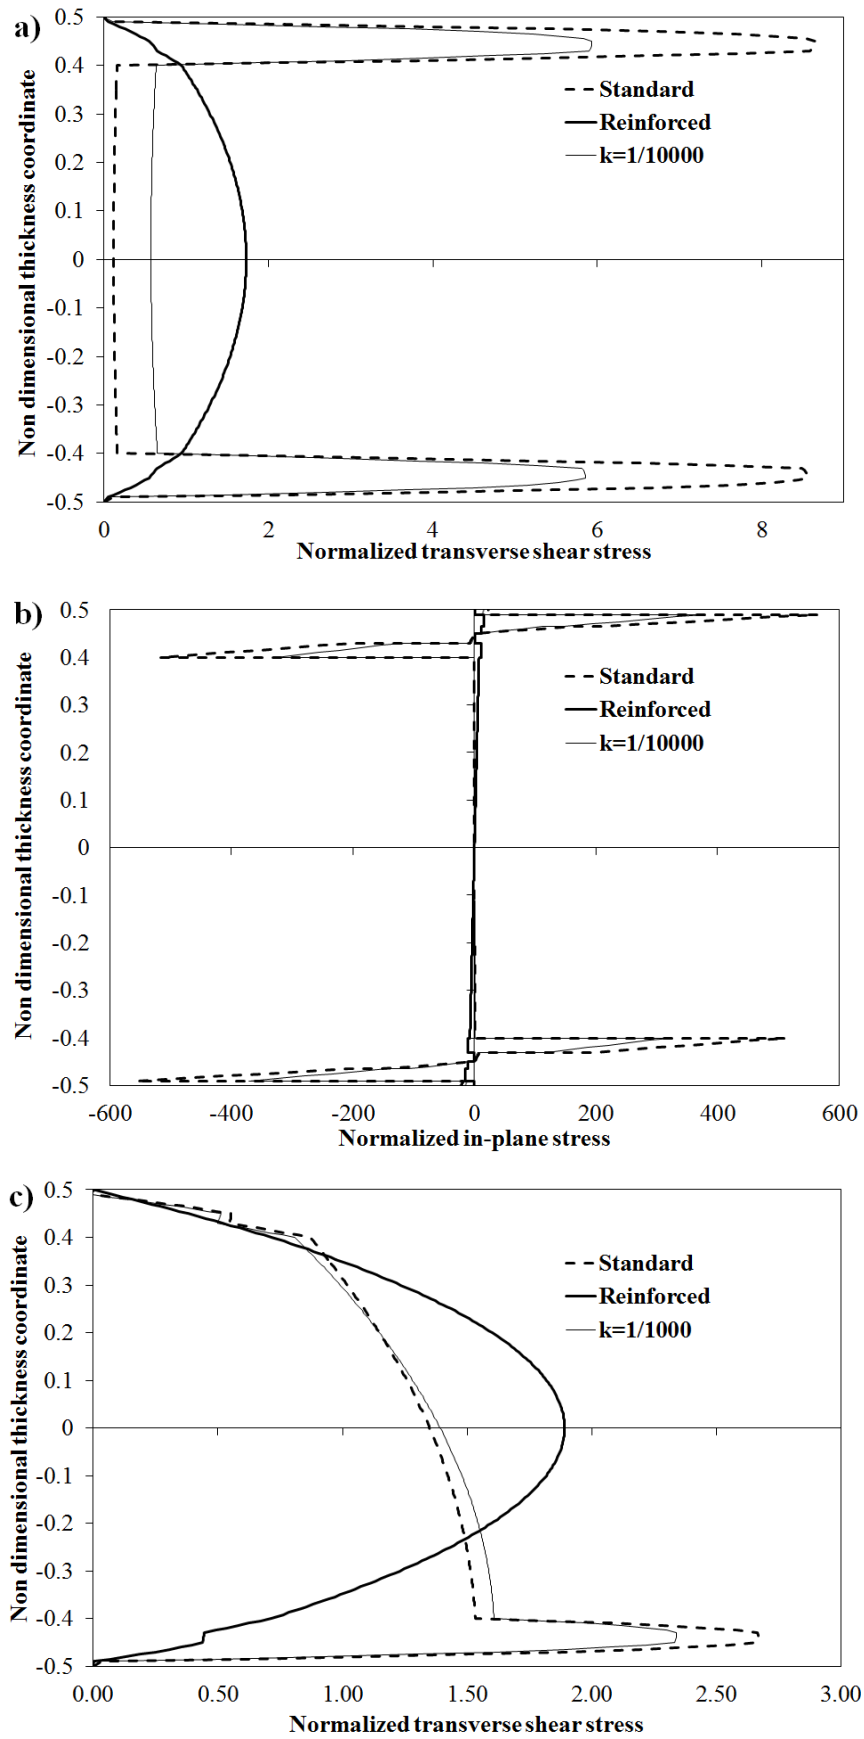 a)
Non dimensional thickness coordinate
0.5
0.4
0.3
0.2
0.1
0
-0.1
-0.2
-0.3
-0.4
-0.5
Standard
Reinforced
k=1/10000
0 2 4 6 8
Normalized transverse shear stress
b)
Non dimensional thickness coordinate
0.5
0.4
0.3
0.2
0.1
0
-0.1
-0.2
-0.3
-0.4
-0.5
Standard
Reinforced
k=1/10000
-600 -400 -200 0 200 400 600
Normalized in-plane stress
c)
Non dimensional thickness coordinate
0.5
0.4
0.3
0.2
0.1
0
-0.1
-0.2
-0.3
-0.4
-0.5
Standard
Reinforced
k=1/1000
0.00 0.50 1.00 1.50 2.00 2.50 3.00
Normalized transverse shear stress